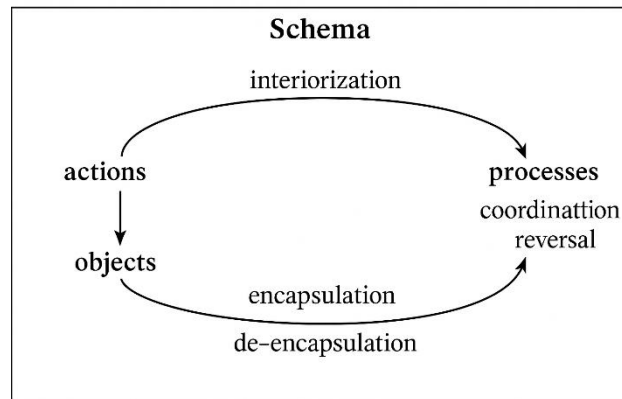 Schema
interiorization
actions
processes
coordinattion
reversal
objects
encapsulation
de-encapsulation